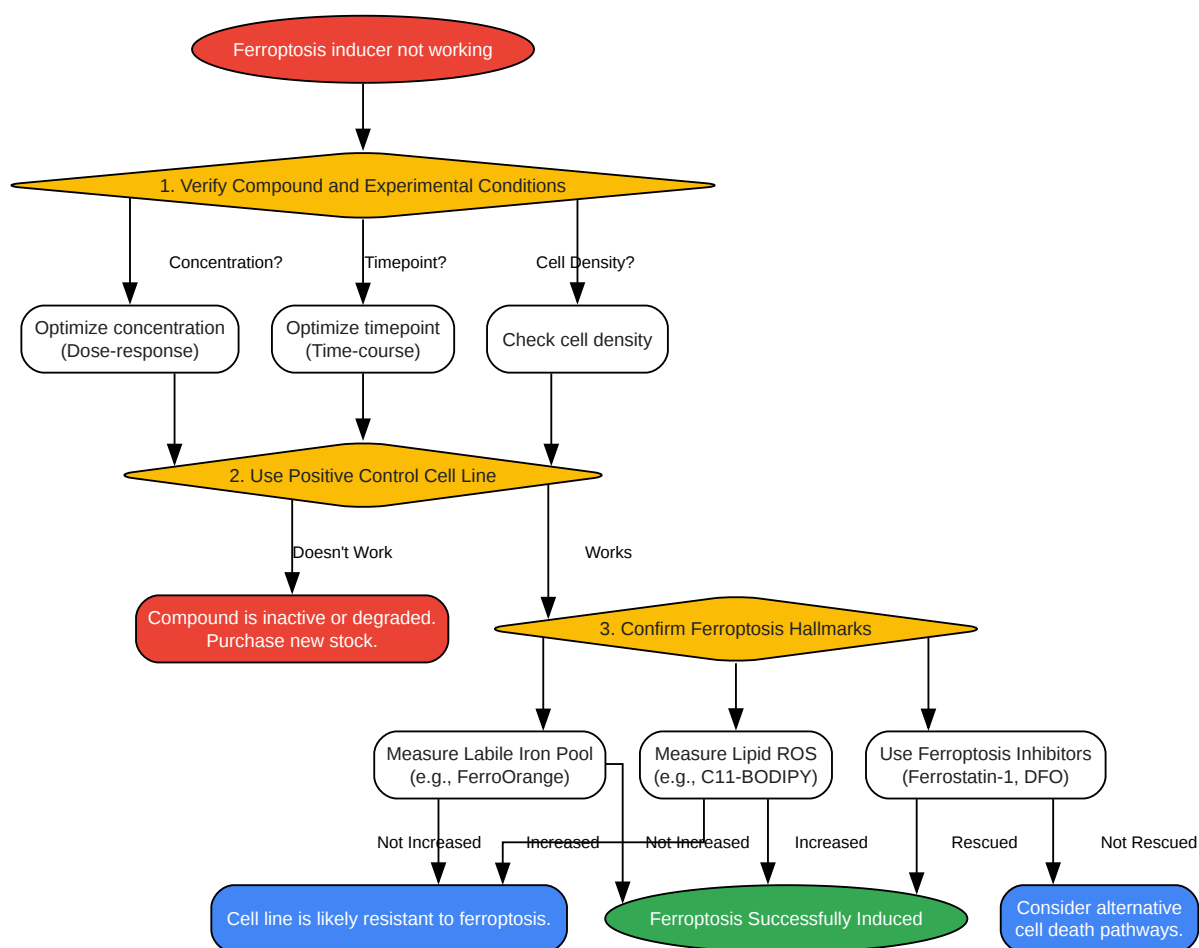 Ferroptosis inducer not working
1. Verify Compound and Experimental Conditions
Concentration?
Timepoint?
Cell Density?
Optimize concentration
(Dose-response)
Optimize timepoint
(Time-course)
Check cell density
2. Use Positive Control Cell Line
Doesn't Work
Works
Compound is inactive or degraded.
Purchase new stock.
3. Confirm Ferroptosis Hallmarks
Measure Labile Iron Pool
(e.g., FerroOrange)
Measure Lipid ROS
(e.g., C11-BODIPY)
Use Ferroptosis Inhibitors
(Ferrostatin-1, DFO)
Not Increased
Increased
Not Increased
Increased
Rescued
Not Rescued
Cell line is likely resistant to ferroptosis.
Ferroptosis Successfully Induced
Consider alternative
cell death pathways.